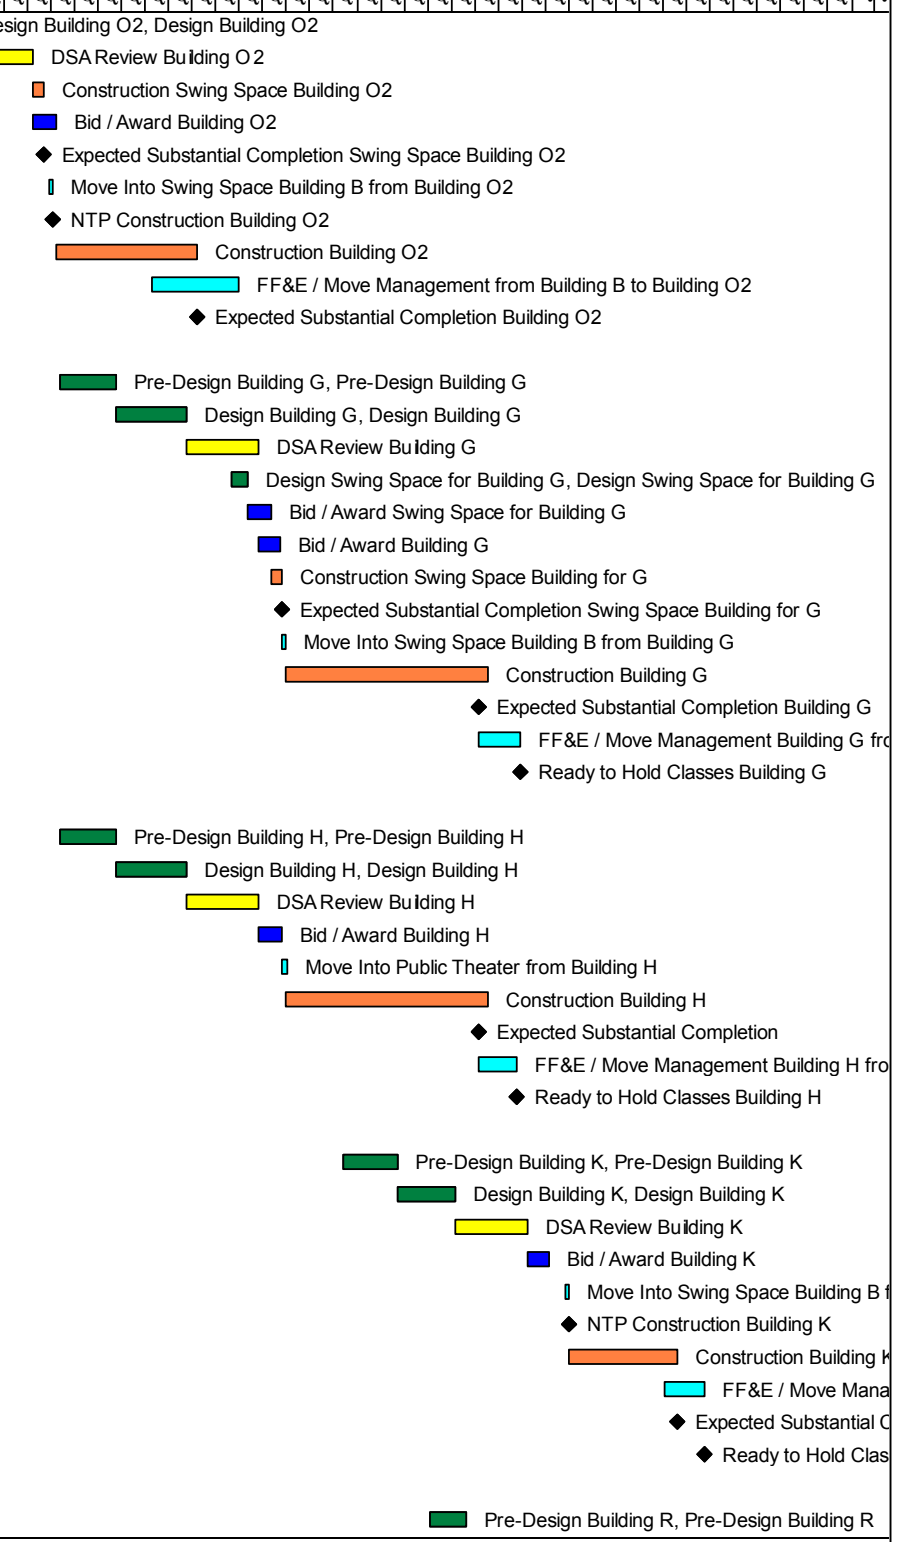 esign Building O2, Design Building O2
DSA Review Building O2
Construction Swing Space Building O2
Bid / Award Building O2
Expected Substantial Completion Swing Space Building O2
Move Into Swing Space Building B from Building O2
NTP Construction Building O2
Construction Building O2
FF&E / Move Management from Building B to Building O2
Expected Substantial Completion Building O2
Pre-Design Building G, Pre-Design Building G
Design Building G, Design Building G
DSA Review Building G
Design Swing Space for Building G, Design Swing Space for Building G
Bid / Award Swing Space for Building G
Bid / Award Building G
Construction Swing Space Building for G
Expected Substantial Completion Swing Space Building for G
Move Into Swing Space Building B from Building G
Construction Building G
Expected Substantial Completion Building G
FF&E / Move Management Building G fro
Ready to Hold Classes Building G
Pre-Design Building H, Pre-Design Building H
Design Building H, Design Building H
DSA Review Building H
Bid / Award Building H
Move Into Public Theater from Building H
Construction Building H
Expected Substantial Completion
FF&E / Move Management Building H fro
Ready to Hold Classes Building H
Pre-Design Building K, Pre-Design Building K
Design Building K, Design Building K
DSA Review Building K
Bid / Award Building K
Move Into Swing Space Building B f
NTP Construction Building K
Construction Building K
FF&E / Move Mana
Expected Substantial C
Ready to Hold Clas
Pre-Design Building R, Pre-Design Building R